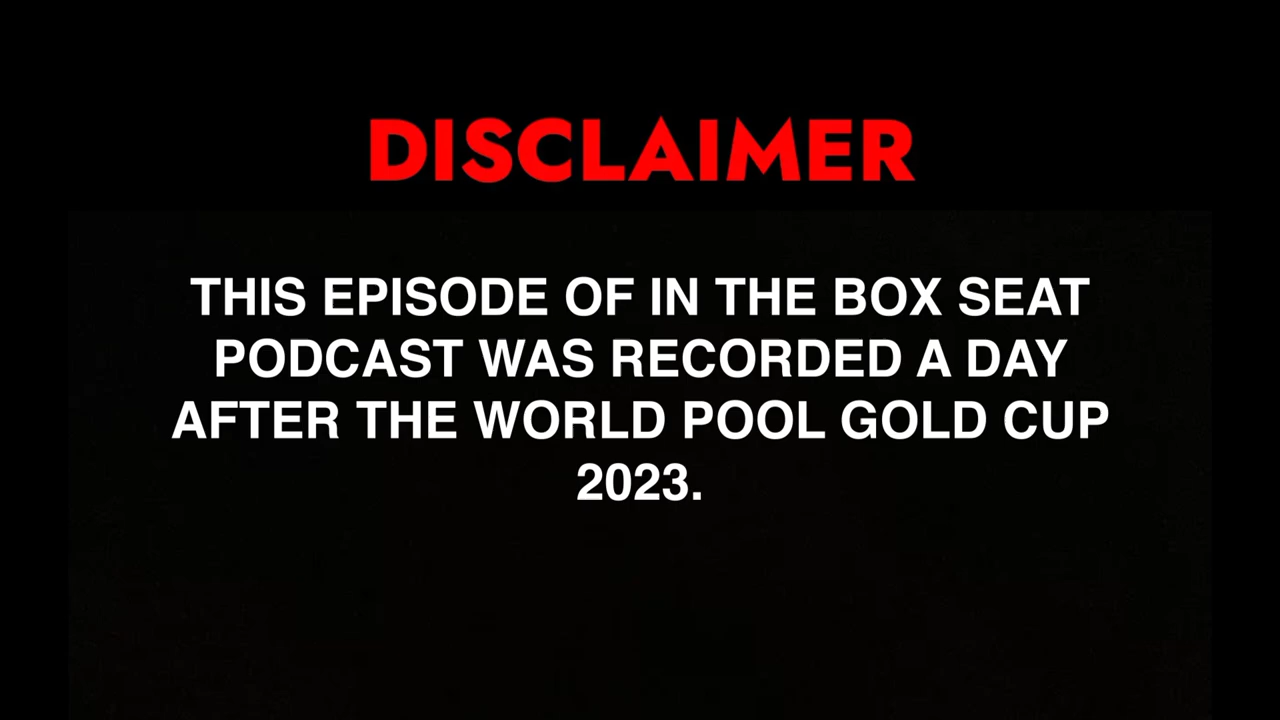 DISCLAIMER
THIS EPISODE OF IN THE BOX SEAT
PODCAST WAS RECORDED A DAY
AFTER THE WORLD POOL GOLD CUP
2023.